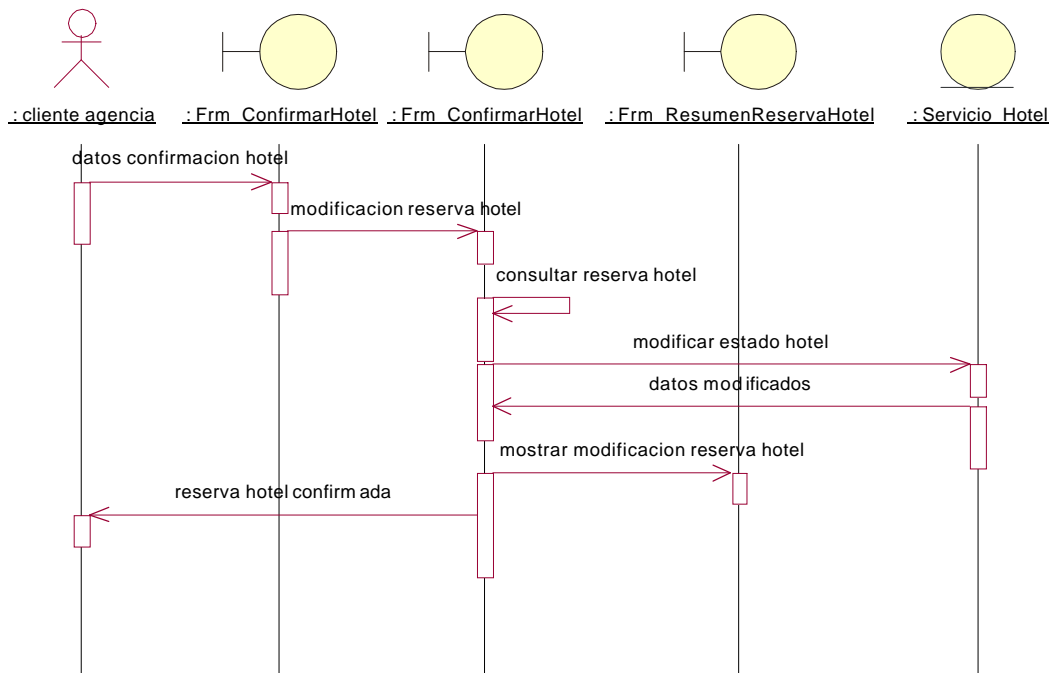 : cliente agencia
: Frm_ConfirmarHotel
: Frm_ConfirmarHotel
: Frm_ResumenReservaHotel
: Servicio_Hotel
datos confirmacion hotel
modificacion reserva hotel
consultar reserva hotel
modificar estado hotel
datos modificados
mostrar modificacion reserva hotel
reserva hotel confirmada